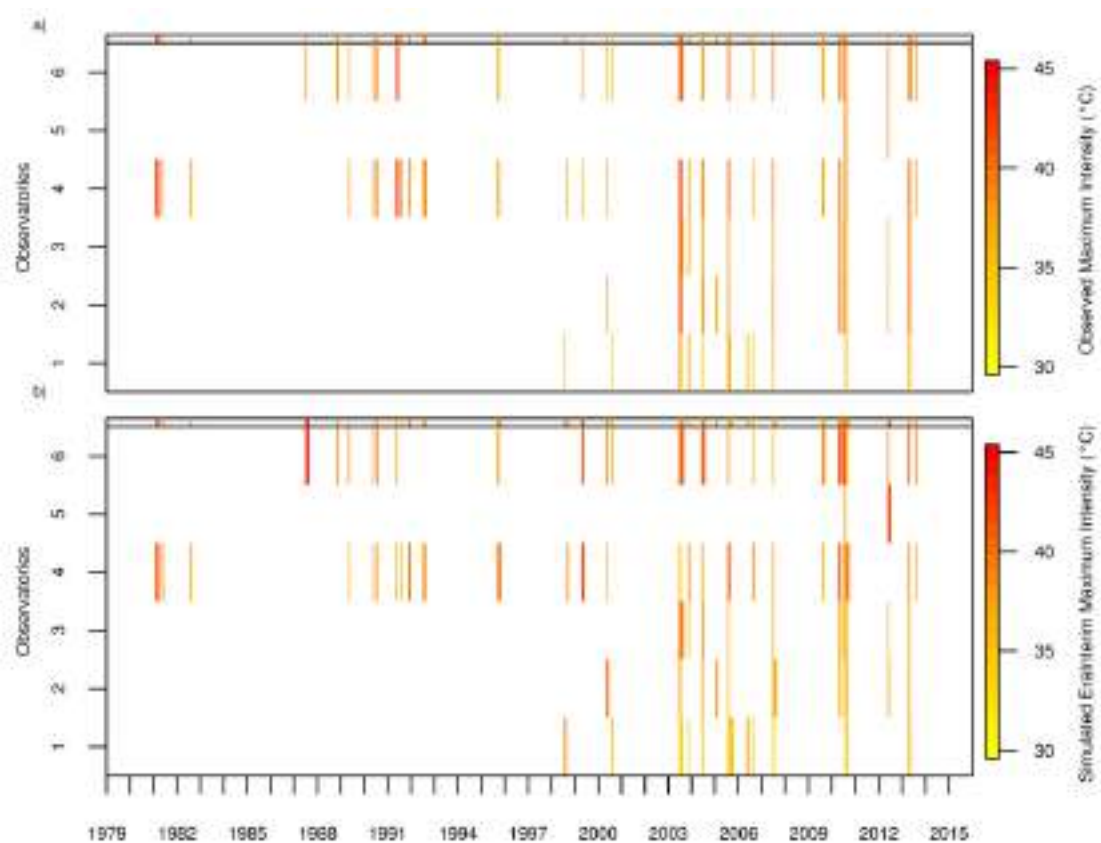 a)
Observatories
6
5
4
3
2
1
45
40
35
30
Observed Maximum Intensity (°C)
b)
Observatories
6
5
4
3
2
1
45
40
35
30
Simulated Erainterim Maximum Intensity (°C)
1979 1982 1985 1988 1991 1994 1997 2000 2003 2006 2009 2012 2015